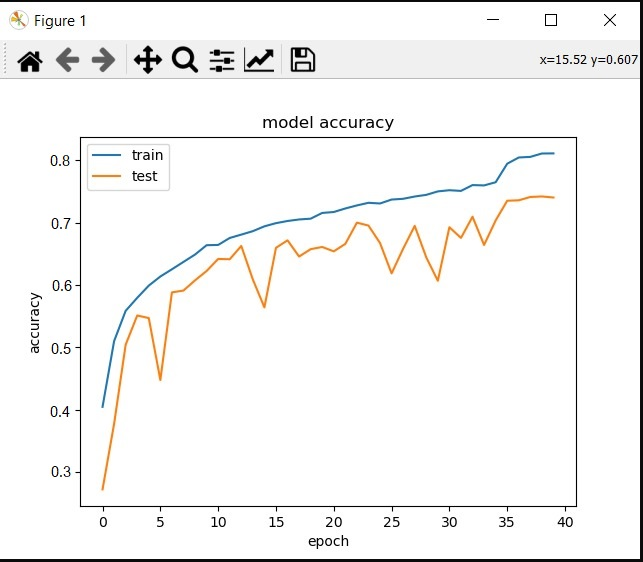 Figure 1
x=15.52 y=0.607
model accuracy
train
test
accuracy
0.8
0.7
0.6
0.5
0.4
0.3
0 5 10 15 20 25 30 35 40
epoch